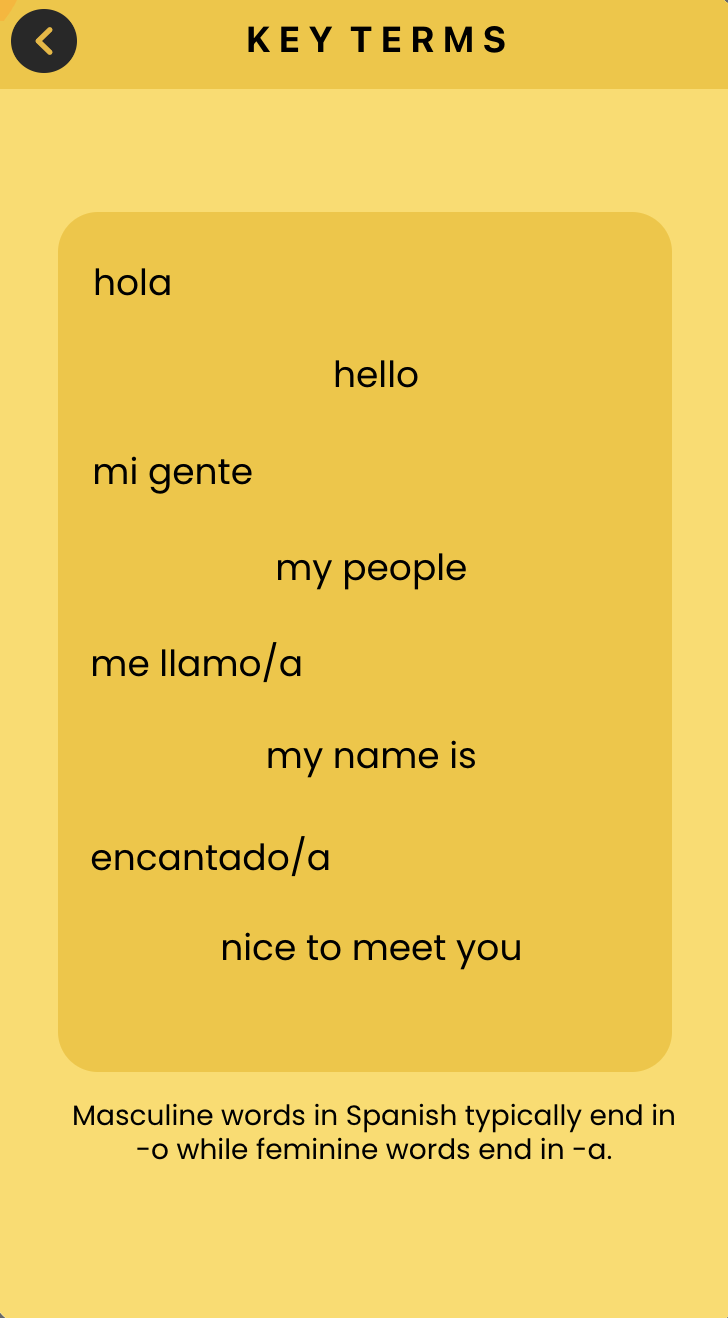 KEY TERMS
hola
hello
mi gente
my people
me llamo/a
my name is
encantado/a
nice to meet you
Masculine words in Spanish typically end in
-o while feminine words end in -a.